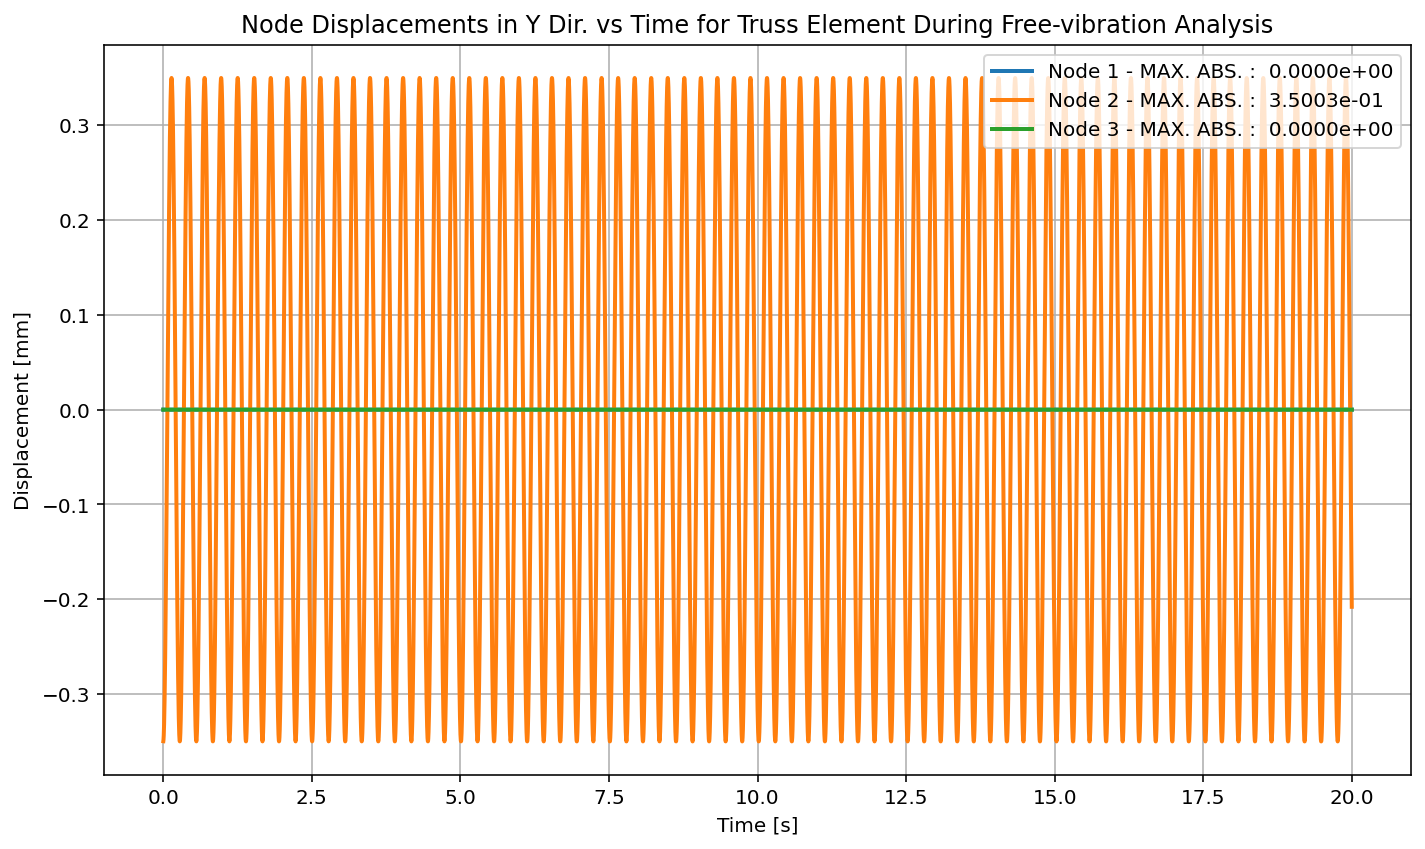 Node Displacements in Y Dir. vs Time for Truss Element During Free-vibration Analysis
Node 1 - MAX. ABS. : 0.0000e+00
Node 2 - MAX. ABS. : 3.5003e-01
Node 3 - MAX. ABS. : 0.0000e+00
Displacement [mm]
0.3
0.2
0.1
0.0
−0.1
−0.2
−0.3
0.0 2.5 5.0 7.5 10.0 12.5 15.0 17.5 20.0
Time [s]